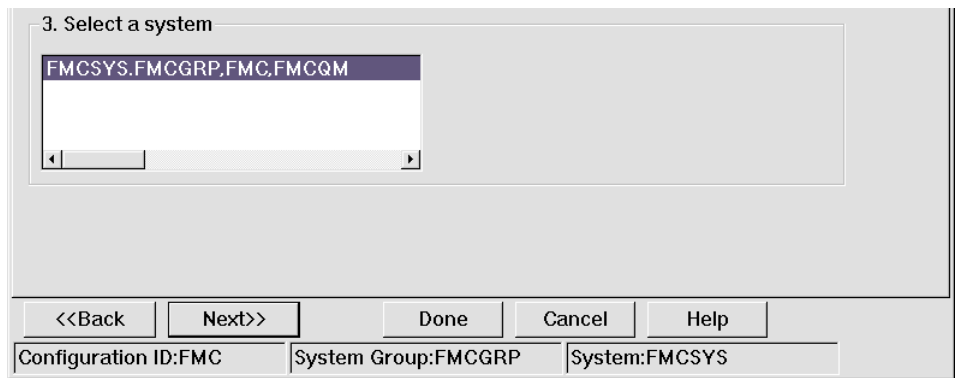 3. Select a system
FMCSYS.FMCGRP,FMC,FMCQM
<<Back Next>> Done Cancel Help
Configuration ID:FMC System Group:FMCGRP System:FMCSYS